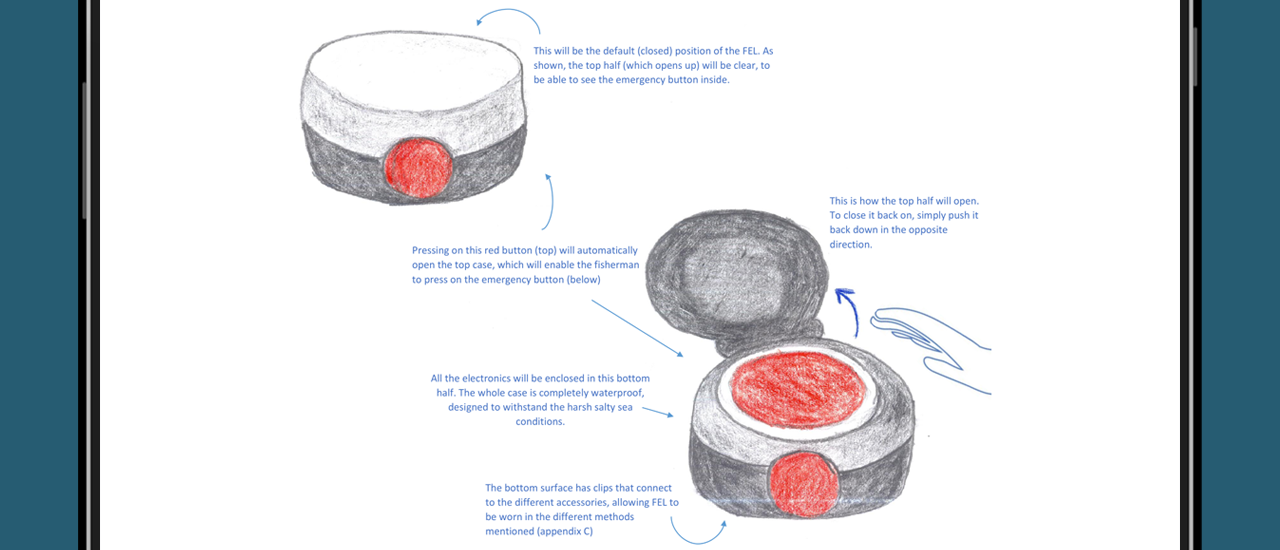 This will be the default (closed) position of the FEL. As
shown, the top half (which opens up) will be clear, to
be able to see the emergency button inside.
This is how the top half will open.
To close it back on, simply push it
back down in the opposite
direction.
Pressing on this red button (top) will automatically
open the top case, which will enable the fisherman
to press on the emergency button (below)
All the electronics will be enclosed in this bottom
half. The whole case is completely waterproof,
designed to withstand the harsh salty sea
conditions.
The bottom surface has clips that connect
to the different accessories, allowing FEL to
be worn in the different methods
mentioned (appendix C)